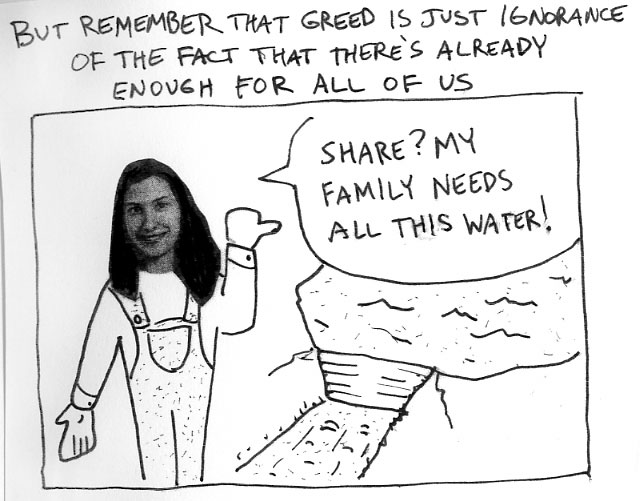 BUT REMEMBER THAT GREED IS JUST IGNORANCE
OF THE FACT THAT THERE'S ALREADY
ENOUGH FOR ALL OF US
SHARE? MY
FAMILY NEEDS
ALL THIS WATER!